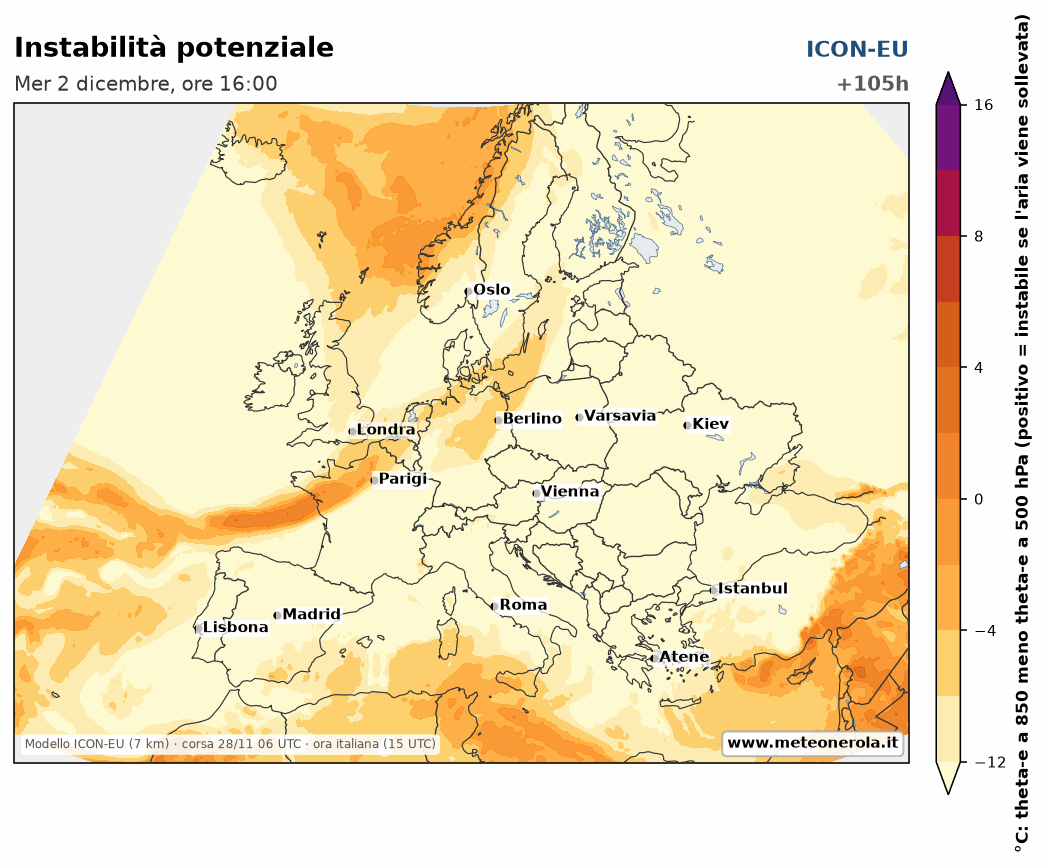 Instabilità potenziale
ICON-EU
Mer 2 dicembre, ore 16:00
+105h
Oslo
Londra
Berlino
Varsavia
Kiev
Parigi
Vienna
Istanbul
Roma
Madrid
Lisbona
Atene
Modello ICON-EU (7 km) · corsa 28/11 06 UTC · ora italiana (15 UTC)
www.meteonerola.it
16
8
4
0
−4
−12
°C: theta-e a 850 meno theta-e a 500 hPa (positivo = instabile se l'aria viene sollevata)